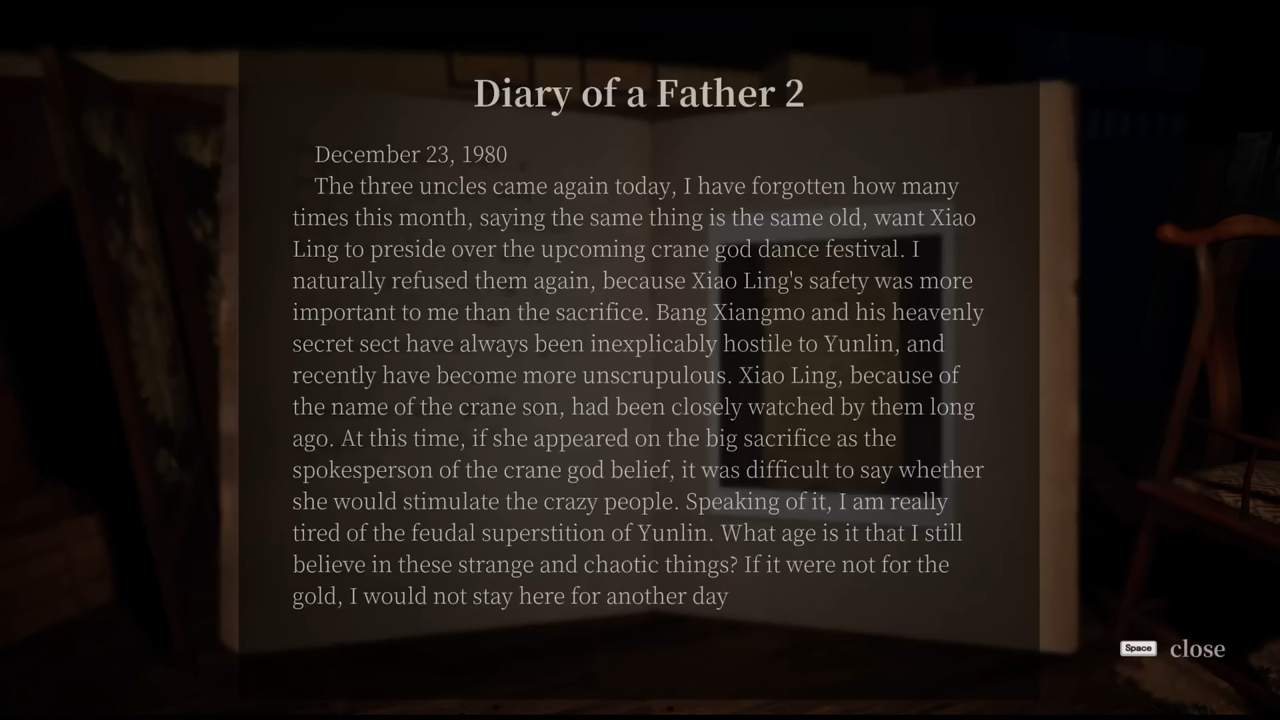 Diary of a Father 2
December 23, 1980
The three uncles came again today, I have forgotten how many
times this month, saying the same thing is the same old, want Xiao
Ling to preside over the upcoming crane god dance festival. I
naturally refused them again, because Xiao Ling's safety was more
important to me than the sacrifice. Bang Xiangmo and his heavenly
secret sect have always been inexplicably hostile to Yunlin, and
recently have become more unscrupulous. Xiao Ling, because of
the name of the crane son, had been closely watched by them long
ago. At this time, if she appeared on the big sacrifice as the
spokesperson of the crane god belief, it was difficult to say whether
she would stimulate the crazy people. Speaking of it, I am really
tired of the feudal superstition of Yunlin. What age is it that I still
believe in these strange and chaotic things? If it were not for the
gold, I would not stay here for another day
Space close